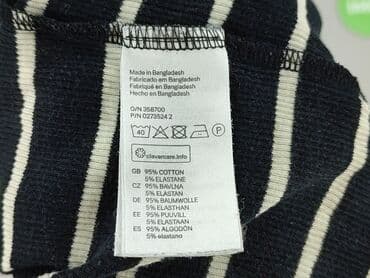 Made in Bangladesh
Fabricado em Bangladesh
Fabriqué en Bangladesh
Hecho en Bangladesh
O/N 358700
P/N 0273524 2
40 P
clevercare.info
GB 95% COTTON
5% ELASTANE
CZ 95% BAVLNA
5% ELASTAN
DE 95% BAUMWOLLE
5% ELASTHAN
EE 95% PUUVILL
5% ELASTAAN
ES 95% ALGODÓN
5% elastano